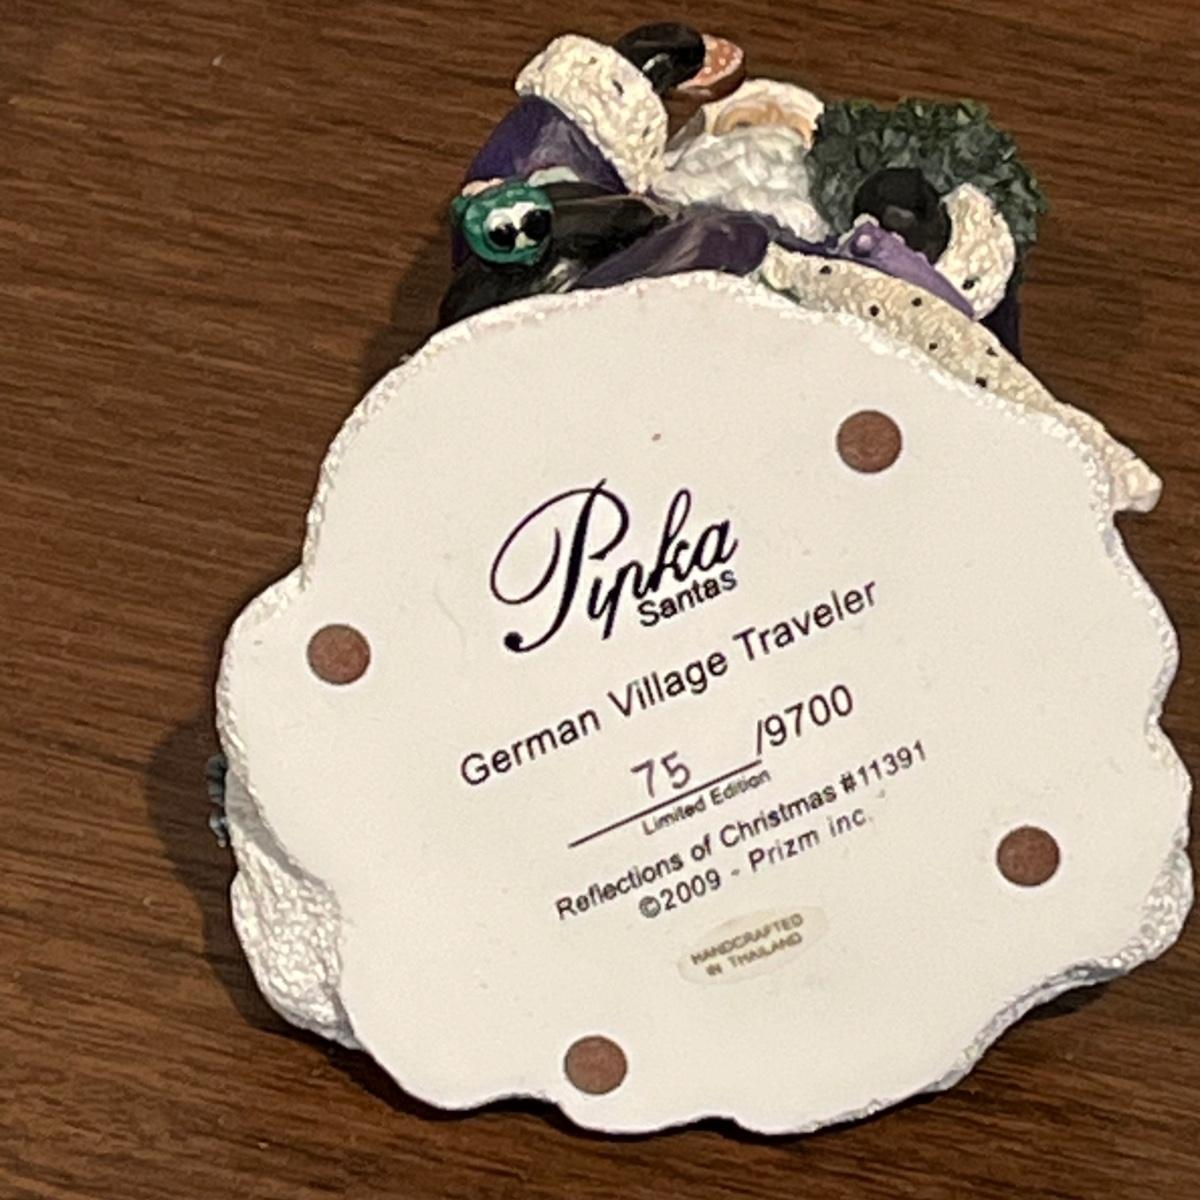 Pipka
Santas
German Village Traveler
75 /9700
Limited Edition
Reflections of Christmas #11391
©2009 - Prizm inc.
HANDCRAFTED
IN THAILAND